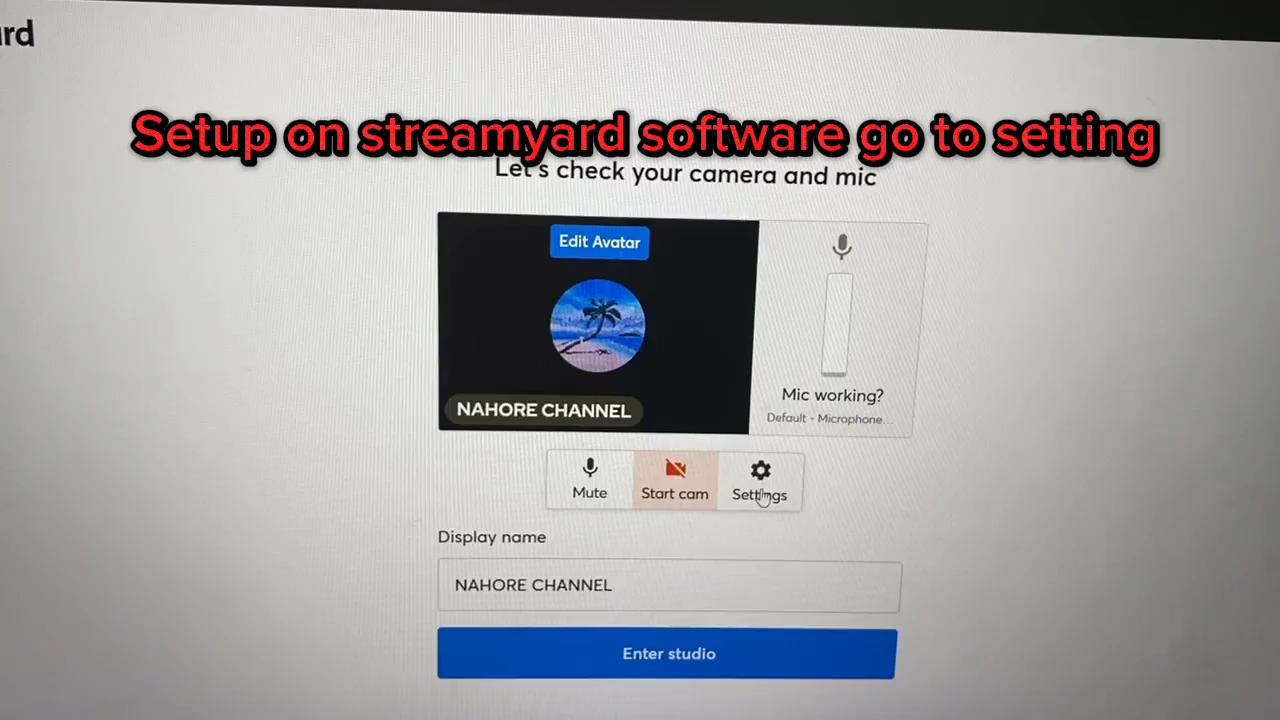 Setup on streamyard software go to setting
Let's check your camera and mic
Edit Avatar
NAHORE CHANNEL
Mic working?
Default - Microphone...
Mute
Start cam
Settings
Display name
NAHORE CHANNEL
Enter studio